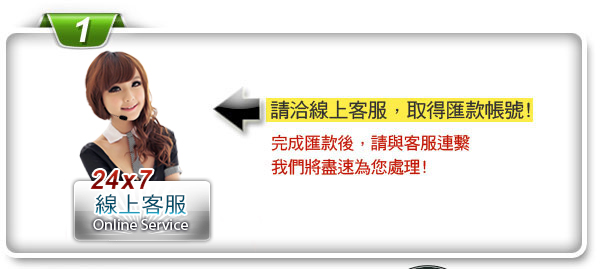 1
請洽線上客服，取得匯款帳號!
完成匯款後，請與客服連繫
我們將盡速為您處理!
24x7
線上客服
Online Service